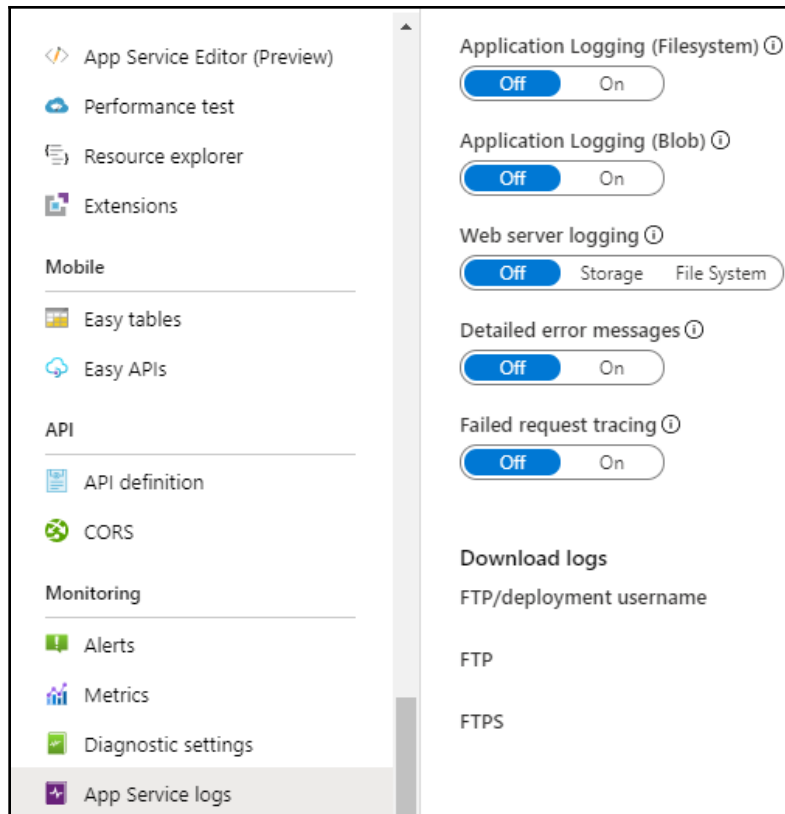 App Service Editor (Preview)
Performance test
Resource explorer
Extensions
Mobile
Easy tables
Easy APIs
API
API definition
CORS
Monitoring
Alerts
Metrics
Diagnostic settings
App Service logs
Application Logging (Filesystem)
Off On
Application Logging (Blob)
Off On
Web server logging
Off Storage File System
Detailed error messages
Off On
Failed request tracing
Off On
Download logs
FTP/deployment username
FTP
FTPS